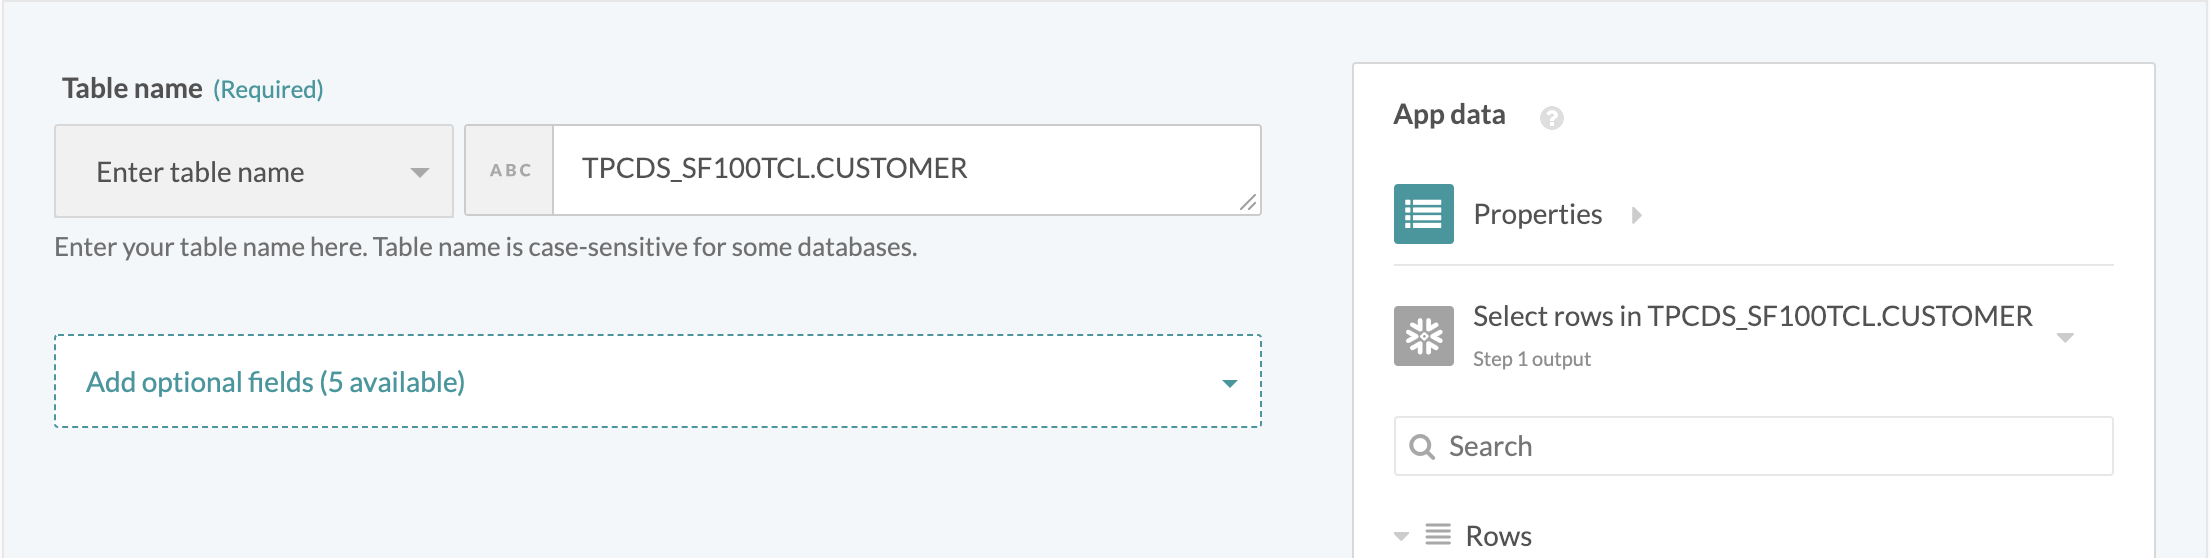 Table name (Required)
Enter table name
ABC
TPCDS_SF100TCL.CUSTOMER
Enter your table name here. Table name is case-sensitive for some databases.
Add optional fields (5 available)
App data ?
Properties
Select rows in TPCDS_SF100TCL.CUSTOMER
Step 1 output
Search
Rows